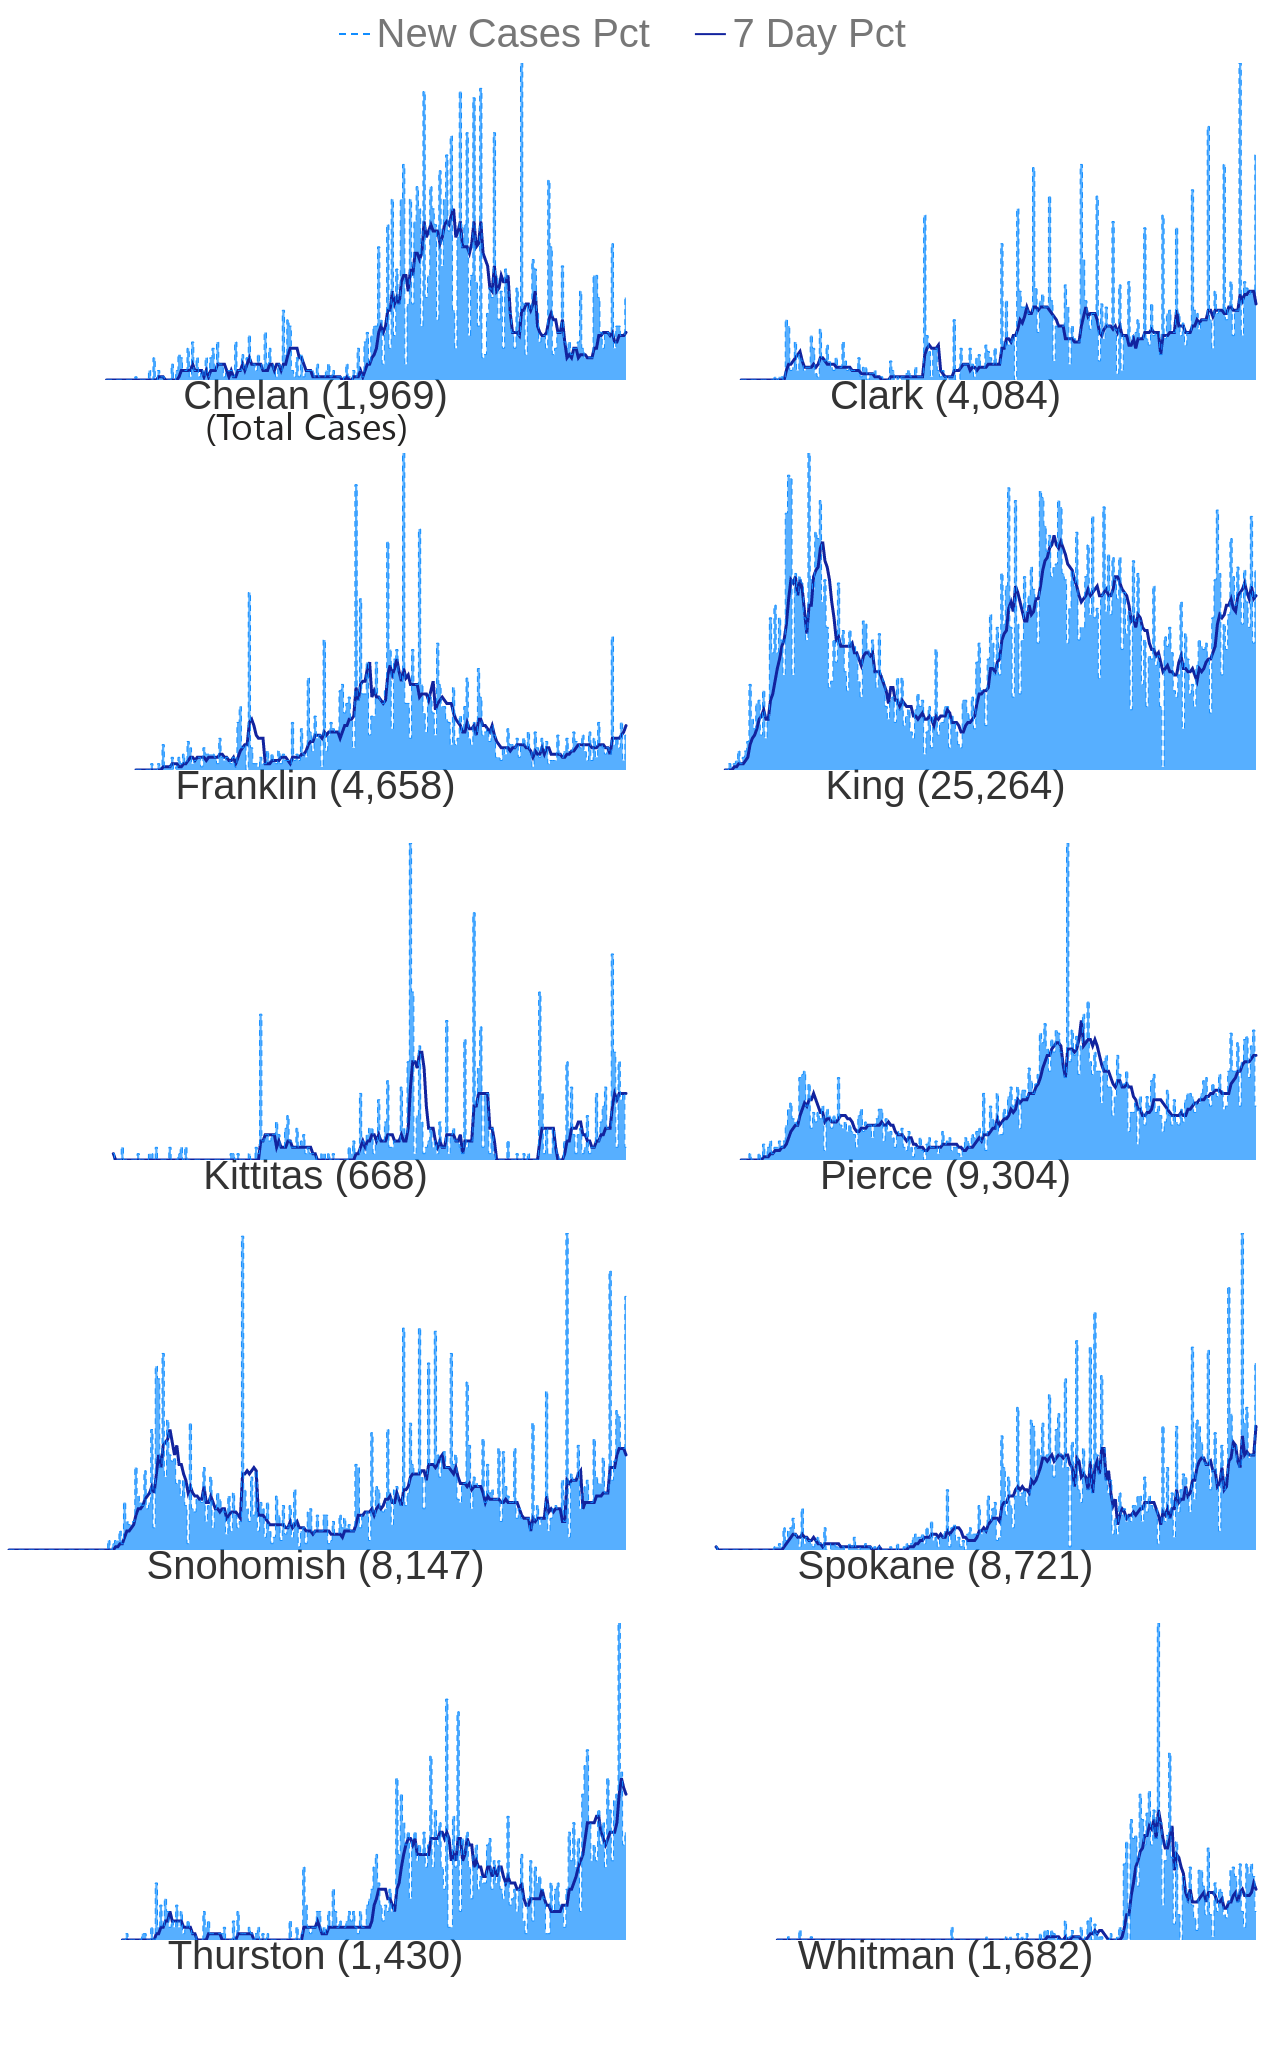 New Cases Pct 7 Day Pct
Chelan (1,969) Clark (4,084)
(Total Cases)
Franklin (4,658) King (25,264)
Kittitas (668) Pierce (9,304)
Snohomish (8,147) Spokane (8,721)
Thurston (1,430) Whitman (1,682)